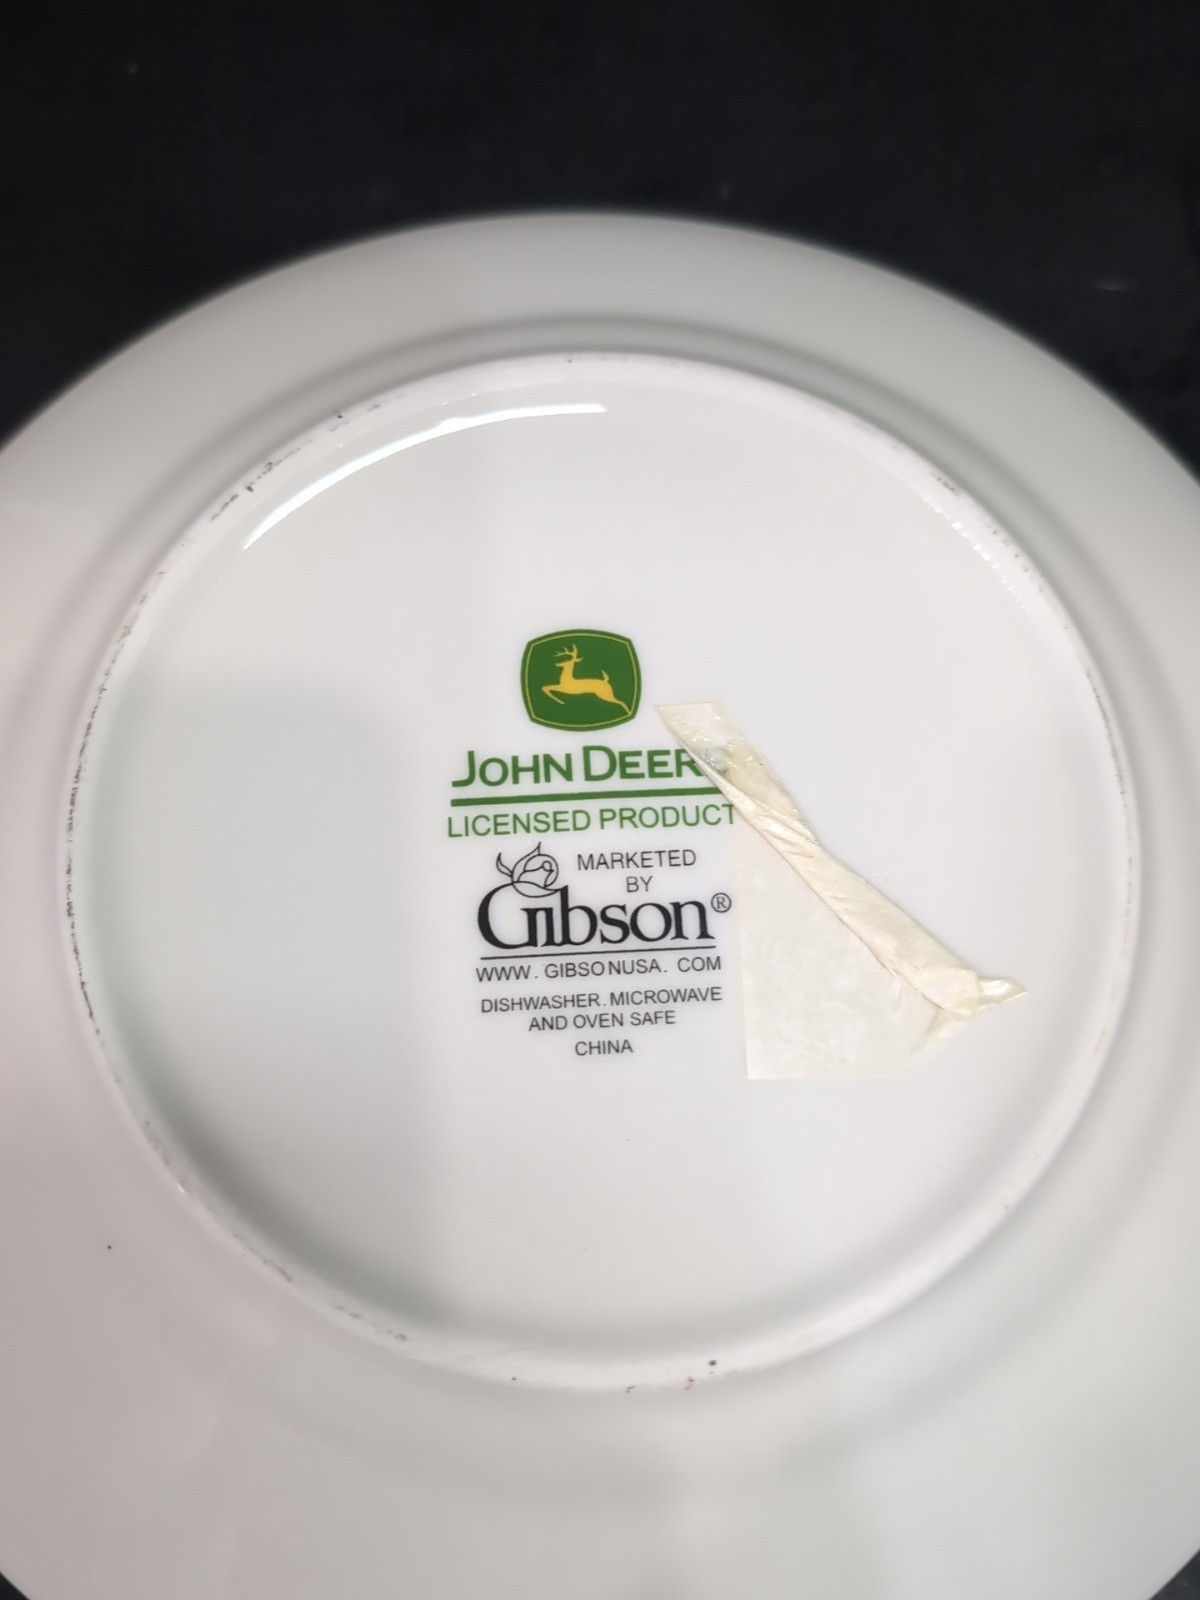 JOHN DEER
LICENSED PRODUCT
MARKETED
BY
Gibson®
WWW. GIBSONUSA. COM
DISHWASHER. MICROWAVE
AND OVEN SAFE
CHINA